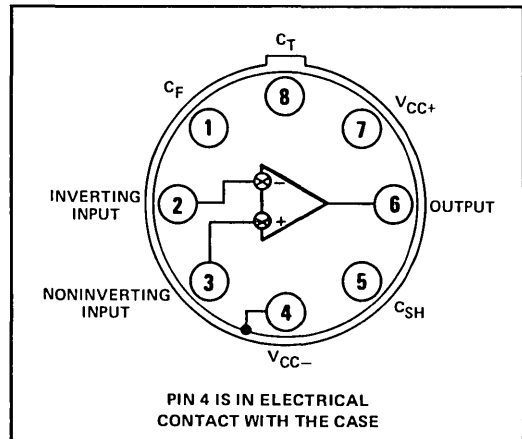 C_T
C_F
8
V_CC+
1
7
INVERTING
INPUT
2
−
6
OUTPUT
+
3
5
NONINVERTING
INPUT
4
C_SH
V_CC−
PIN 4 IS IN ELECTRICAL
CONTACT WITH THE CASE